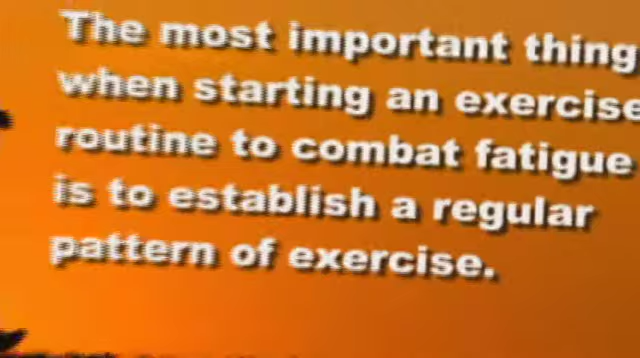 The most important thing
when starting an exercise
routine to combat fatigue
is to establish a regular
pattern of exercise.